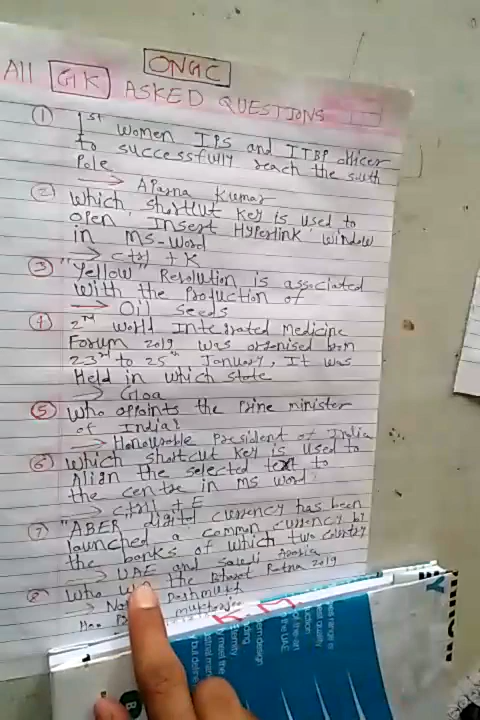 ONGC
All GK ASKED QUESTIONS
① 1st Women IPS and ITBP officer
to successfully reach the south
Pole
→ Aparna Kumar
② Which shortcut key is used to
open 'Insert Hyperlink' window
in MS-Word
→ ctrl + K
③ "Yellow" Revolution is associated
with the production of
→ Oil seeds
④ 2nd World Integrated Medicine
Forum 2019 was organised from
23rd to 25th January, It was
Held in which state
→ Goa
⑤ Who appoints the Prine minister
of India?
→ Honourable President of India
⑥ Which shortcut key is used to
Align the selected text to
the centre in MS word
→ ctrl + E
⑦ "ABER" digital currency has been
launched a common currency by
the banks of which two country
→ UAE and Saudi Arabia
⑧ Who the Bharat Ratna 2019